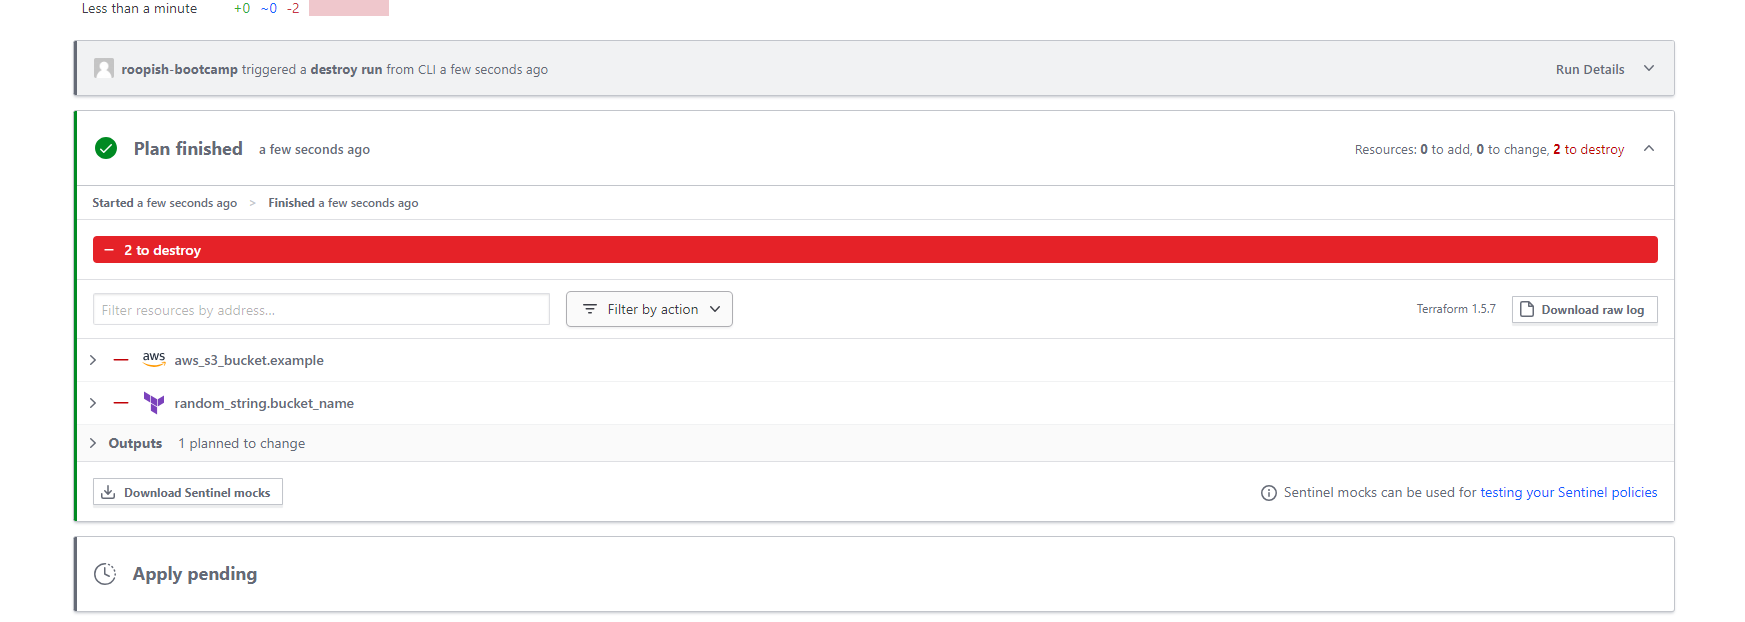 Less than a minute +0 ~0 -2
roopish-bootcamp triggered a destroy run from CLI a few seconds ago Run Details
Plan finished a few seconds ago Resources: 0 to add, 0 to change, 2 to destroy
Started a few seconds ago > Finished a few seconds ago
− 2 to destroy
Filter resources by address... Filter by action Terraform 1.5.7 Download raw log
aws aws_s3_bucket.example
random_string.bucket_name
Outputs 1 planned to change
Download Sentinel mocks Sentinel mocks can be used for testing your Sentinel policies
Apply pending